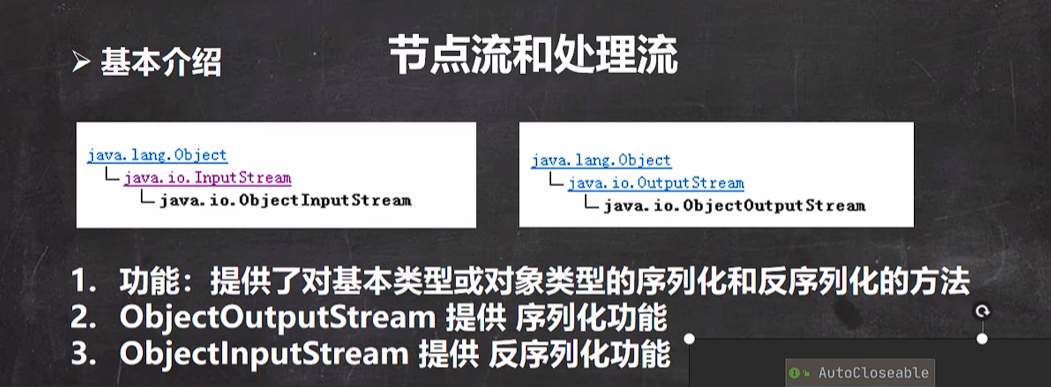 节点流和处理流
➢ 基本介绍
java.lang.Object
java.io.InputStream
java.io.ObjectInputStream
java.lang.Object
java.io.OutputStream
java.io.ObjectOutputStream
1. 功能：提供了对基本类型或对象类型的序列化和反序列化的方法
2. ObjectOutputStream 提供 序列化功能
3. ObjectInputStream 提供 反序列化功能
AutoCloseable